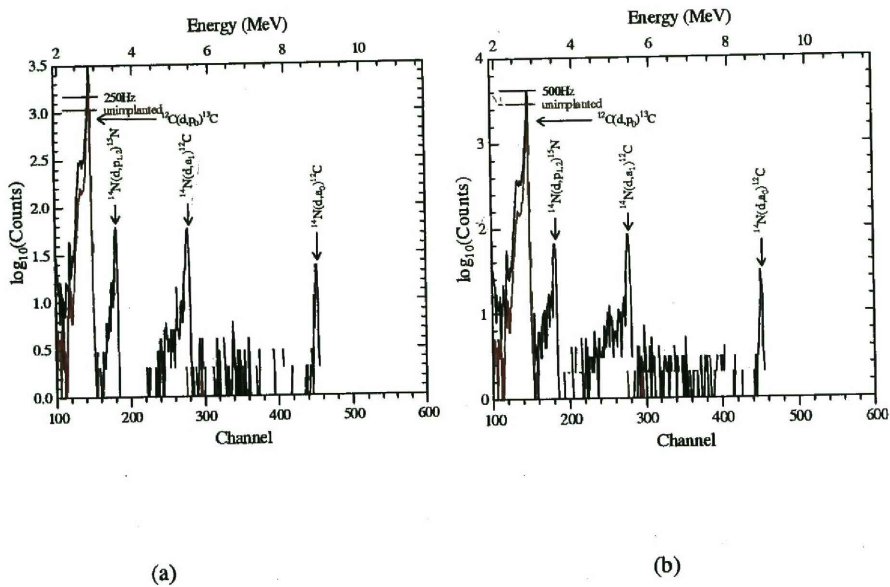 Energy (MeV)
2 4 6 8 10
3.5
3.0
2.5
2.0
1.5
1.0
0.5
0.0
log₁₀(Counts)
250Hz
unimplanted
¹²C(d,p₀)¹³C
¹⁴N(d,p₁,₂)¹⁵N
¹⁴N(d,a₁)¹²C
¹⁴N(d,a₀)¹²C
100 200 300 400 500 600
Channel
(a)
Energy (MeV)
2 4 6 8 10
4
3
2
1
0
log₁₀(Counts)
500Hz
unimplanted
¹²C(d,p₀)¹³C
¹⁴N(d,p₁,₂)¹⁵N
¹⁴N(d,a₁)¹²C
¹⁴N(d,a₀)¹²C
100 200 300 400 500 600
Channel
(b)